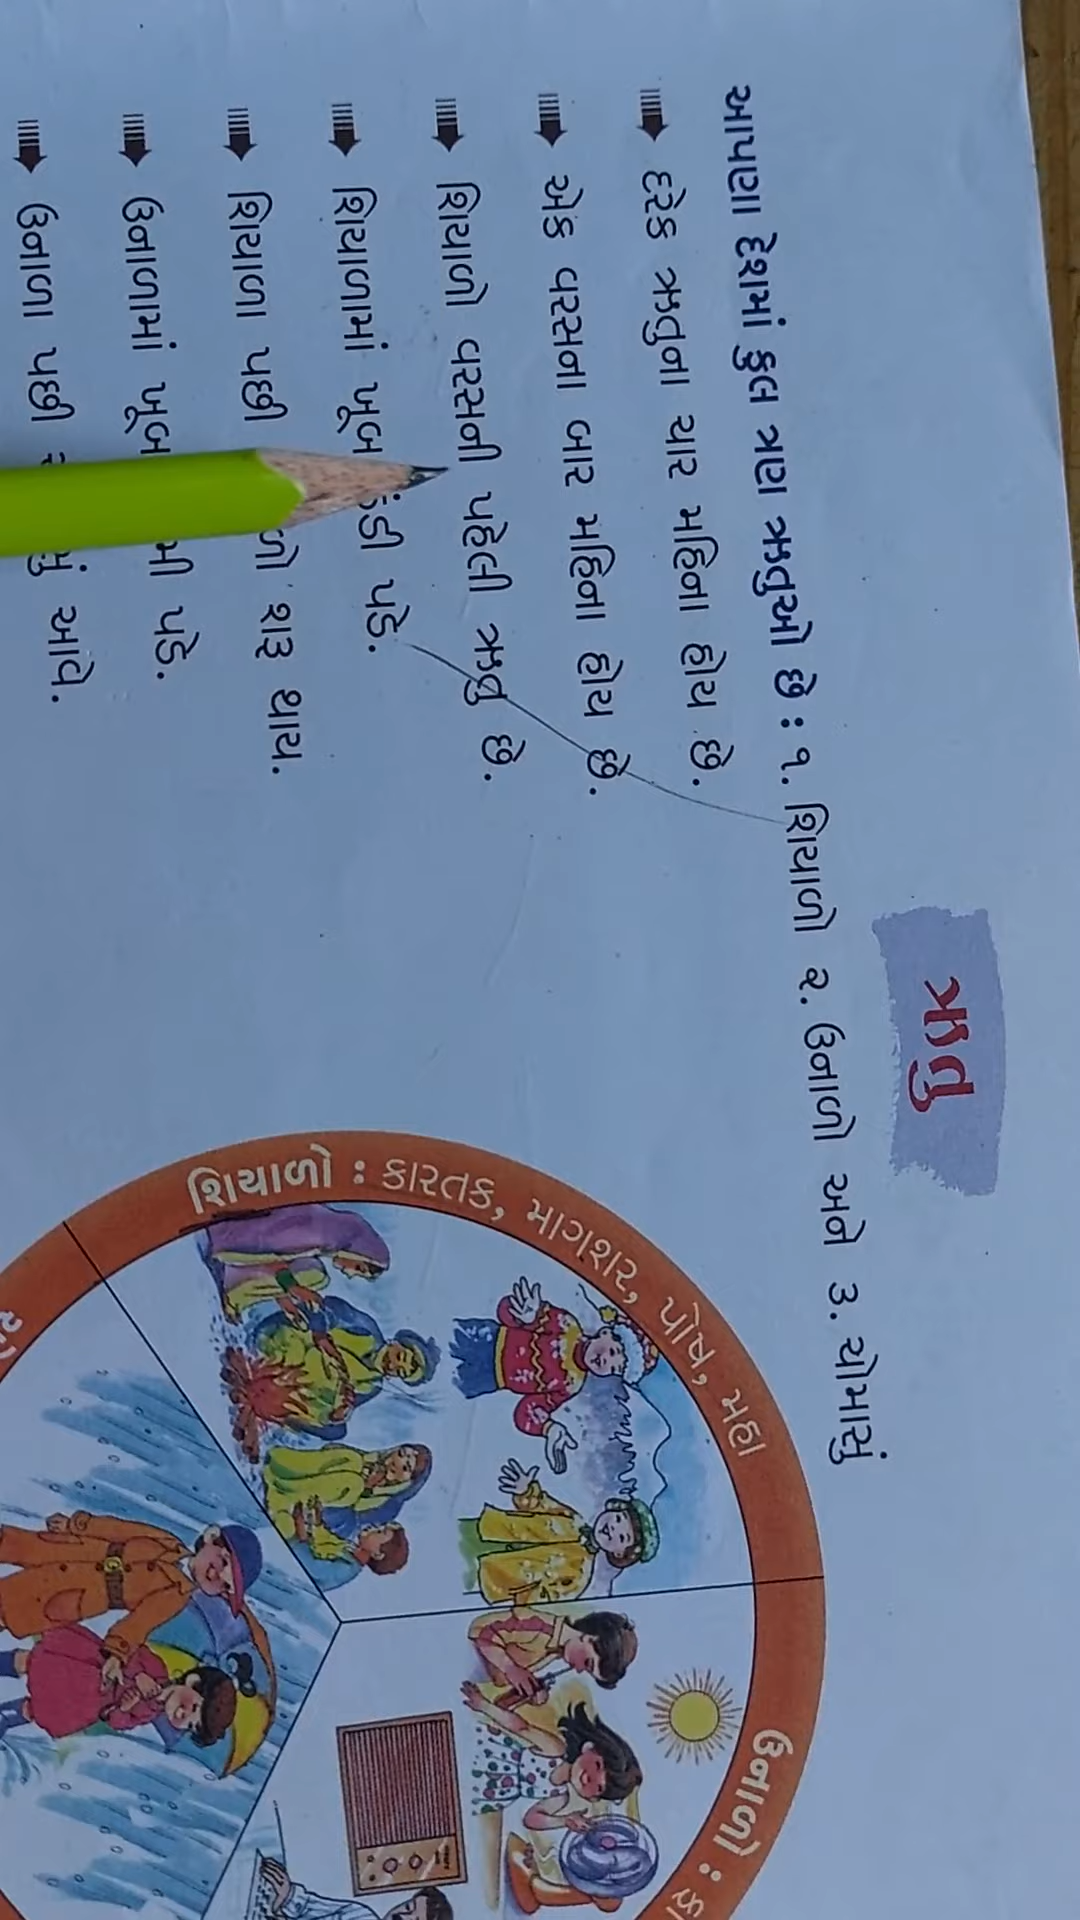 ઋતુ
આપણા દેશમાં કુલ ત્રણ ઋતુઓ છે : ૧. શિયાળો ૨. ઉનાળો અને ૩. ચોમાસું
દરેક ઋતુના ચાર મહિના હોય છે.
એક વરસના બાર મહિના હોય છે.
શિયાળો વરસની પહેલી ઋતુ છે.
શિયાળામાં ખૂબ પડે.
શિયાળા પછી શરૂ થાય.
ઉનાળામાં ખૂબ પડે.
ઉનાળા પછી આવે.
શિયાળો : કારતક, માગશર, પોષ, મહા
ઉનાળો :